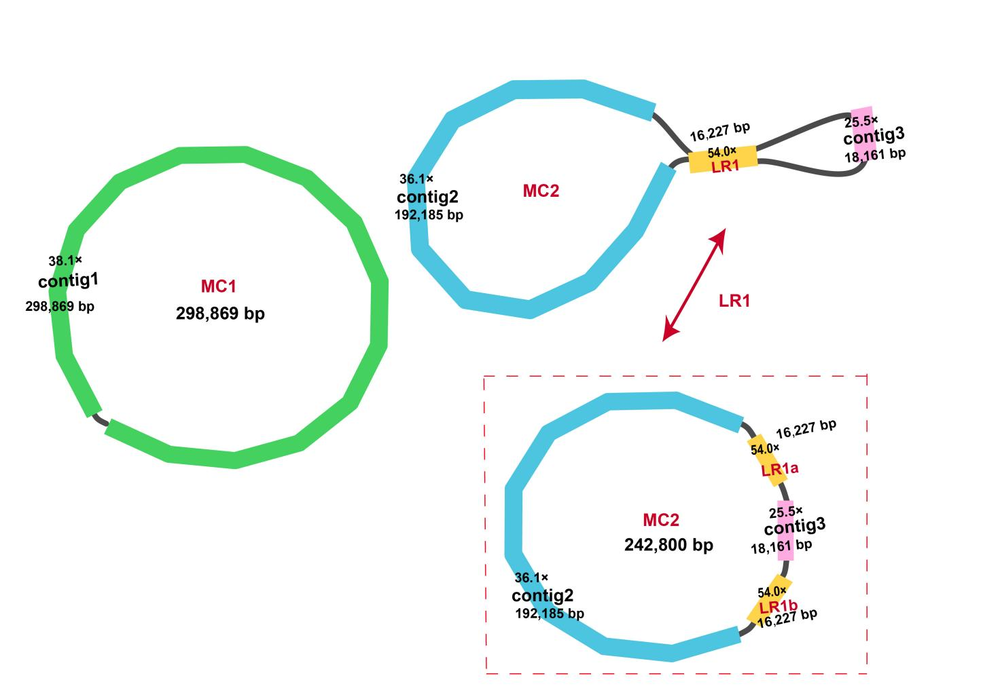 38.1×
contig1
298,869 bp
MC1
298,869 bp
36.1×
contig2
192,185 bp
MC2
16,227 bp
54.0×
LR1
25.5×
contig3
18,161 bp
LR1
16,227 bp
54.0×
LR1a
25.5×
contig3
18,161 bp
MC2
242,800 bp
36.1×
contig2
192,185 bp
54.0×
LR1b
16,227 bp